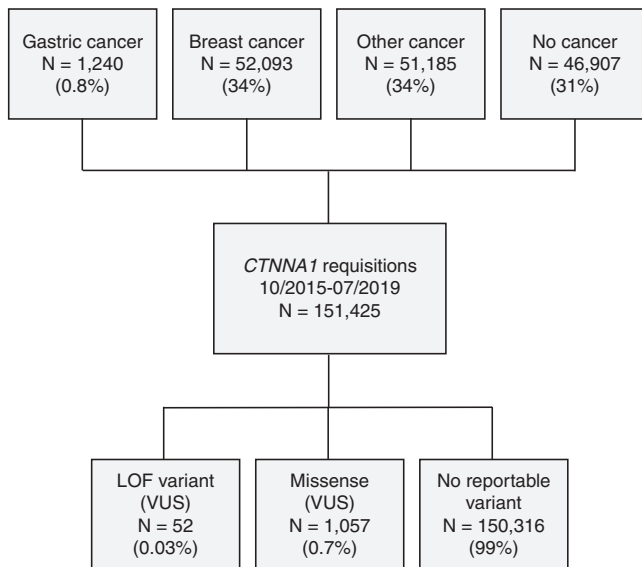 Gastric cancer
N = 1,240
(0.8%)
Breast cancer
N = 52,093
(34%)
Other cancer
N = 51,185
(34%)
No cancer
N = 46,907
(31%)
CTNNA1 requisitions
10/2015-07/2019
N = 151,425
LOF variant
(VUS)
N = 52
(0.03%)
Missense
(VUS)
N = 1,057
(0.7%)
No reportable
variant
N = 150,316
(99%)